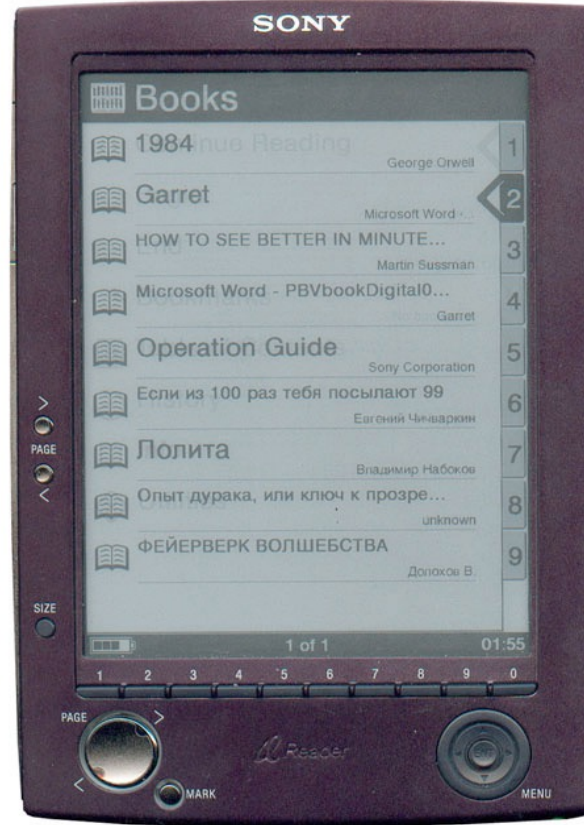 SONY
Books
1984
George Orwell
1
Garret
Microsoft Word -...
2
HOW TO SEE BETTER IN MINUTE...
Martin Sussman
3
Microsoft Word - PBVbookDigital0...
Garret
4
Operation Guide
Sony Corporation
5
Если из 100 раз тебя посылают 99
Евгений Чичваркин
6
Лолита
Владимир Набоков
7
Опыт дурака, или ключ к прозре...
unknown
8
ФЕЙЕРВЕРК ВОЛШЕБСТВА
Долохов В.
9
1 of 1 01:55
PAGE
SIZE
1 2 3 4 5 6 7 8 9 0
PAGE
Reader
MARK
MENU